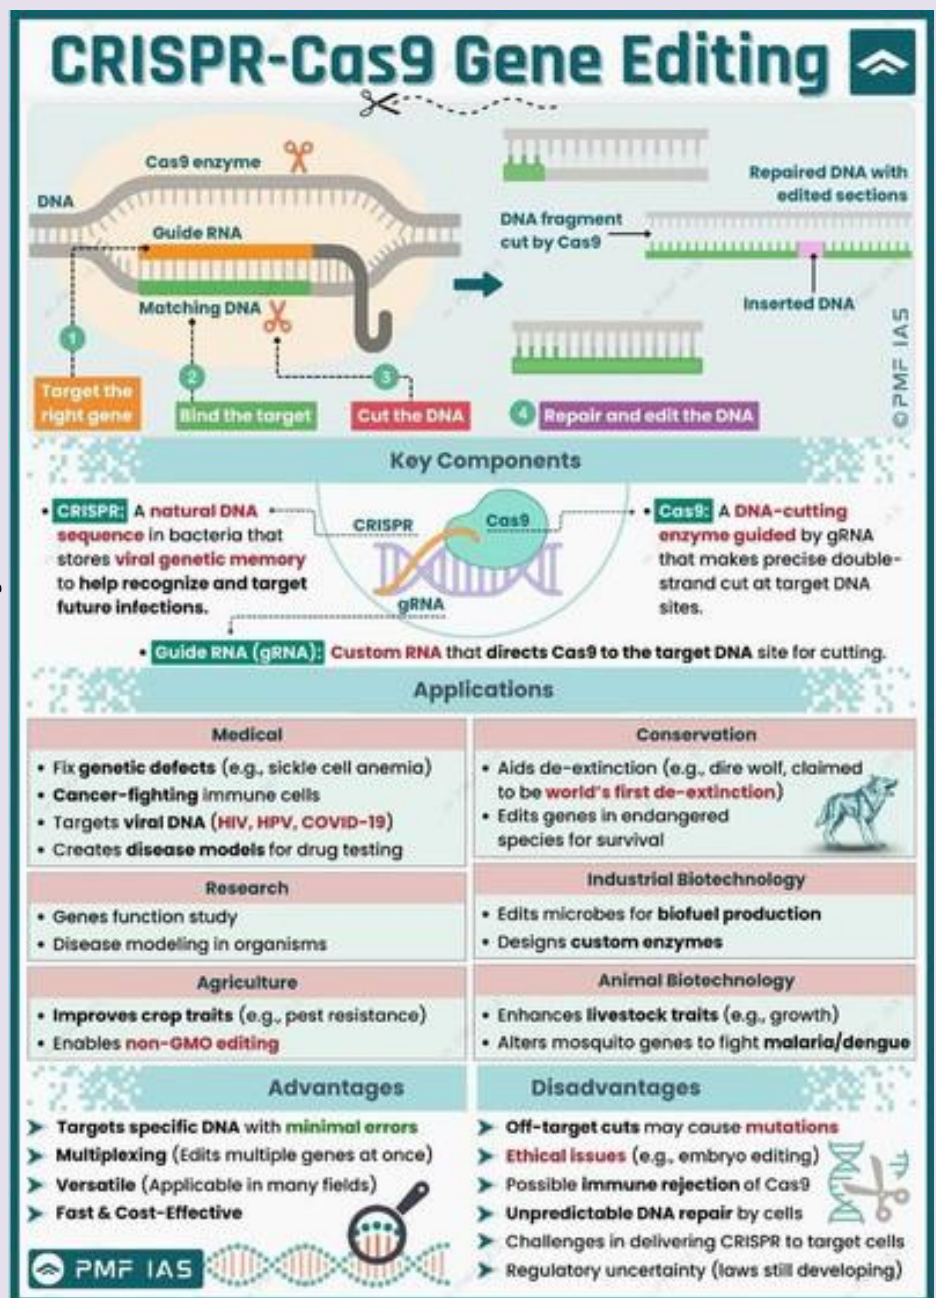 CRISPR-Cas9 Gene Editing
Cas9 enzyme
DNA
Guide RNA
Matching DNA
1
2
3
Target the
right gene
Bind the target
Cut the DNA
Repaired DNA with
edited sections
DNA fragment
cut by Cas9
Inserted DNA
4 Repair and edit the DNA
©PMF IAS
Key Components
• CRISPR: A natural DNA
sequence in bacteria that
stores viral genetic memory
to help recognize and target
future infections.
CRISPR
Cas9
gRNA
• Cas9: A DNA-cutting
enzyme guided by gRNA
that makes precise double-
strand cut at target DNA
sites.
• Guide RNA (gRNA): Custom RNA that directs Cas9 to the target DNA site for cutting.
Applications
Medical
• Fix genetic defects (e.g., sickle cell anemia)
• Cancer-fighting immune cells
• Targets viral DNA (HIV, HPV, COVID-19)
• Creates disease models for drug testing
Conservation
• Aids de-extinction (e.g., dire wolf, claimed
to be world's first de-extinction)
• Edits genes in endangered
species for survival
Research
• Genes function study
• Disease modeling in organisms
Industrial Biotechnology
• Edits microbes for biofuel production
• Designs custom enzymes
Agriculture
• Improves crop traits (e.g., pest resistance)
• Enables non-GMO editing
Animal Biotechnology
• Enhances livestock traits (e.g., growth)
• Alters mosquito genes to fight malaria/dengue
Advantages
➤ Targets specific DNA with minimal errors
➤ Multiplexing (Edits multiple genes at once)
➤ Versatile (Applicable in many fields)
➤ Fast & Cost-Effective
PMF IAS
Disadvantages
➤ Off-target cuts may cause mutations
➤ Ethical issues (e.g., embryo editing)
➤ Possible immune rejection of Cas9
➤ Unpredictable DNA repair by cells
➤ Challenges in delivering CRISPR to target cells
➤ Regulatory uncertainty (laws still developing)